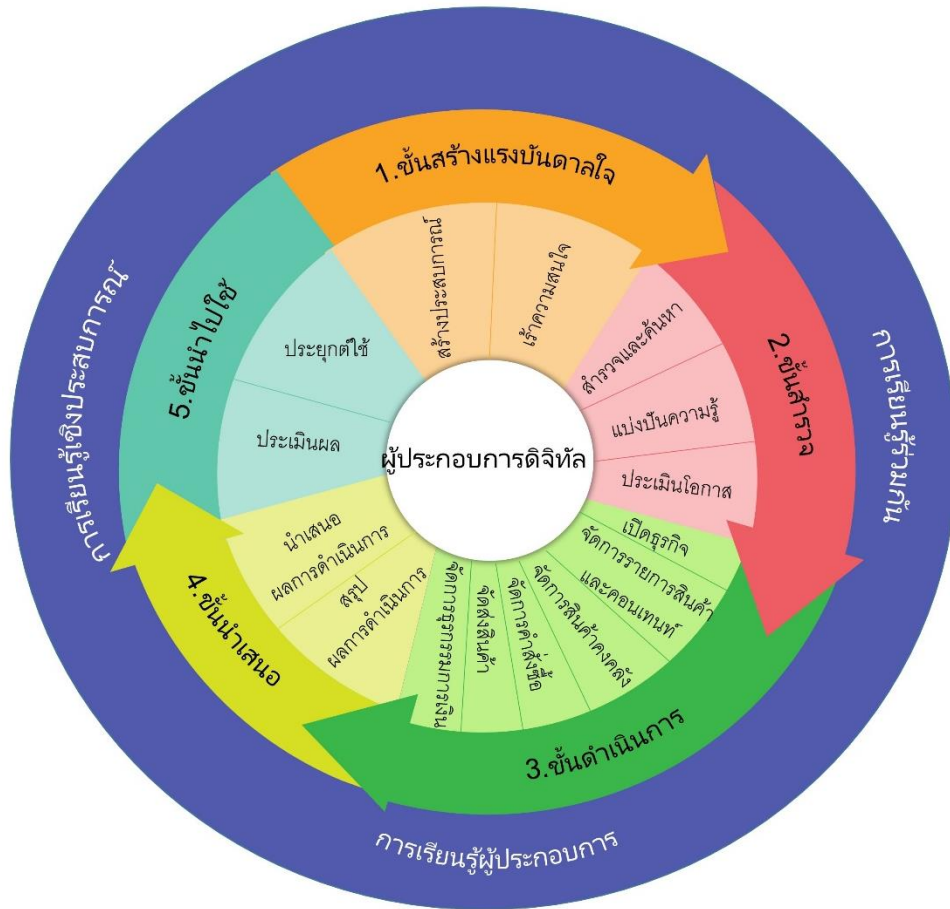 1.ขั้นสร้างแรงบันดาลใจ
สร้างประสบการณ์
เร้าความสนใจ
2.ขั้นสำรวจ
สำรวจและค้นหา
แบ่งปันความรู้
ประเมินโอกาส
3.ขั้นดำเนินการ
เปิดธุรกิจ
จัดการรายการสินค้า
และคอนเทนท์
จัดการสินค้าคงคลัง
จัดการคำสั่งซื้อ
จัดส่งสินค้า
จัดการธุรกรรมการเงิน
4.ขั้นนำเสนอ
สรุป
ผลการดำเนินการ
นำเสนอ
ผลการดำเนินการ
5.ขั้นนำไปใช้
ประเมินผล
ประยุกต์ใช้
ผู้ประกอบการดิจิทัล
การเรียนรู้ร่วมกัน
การเรียนรู้ผู้ประกอบการ
การเรียนรู้เชิงประสบการณ์